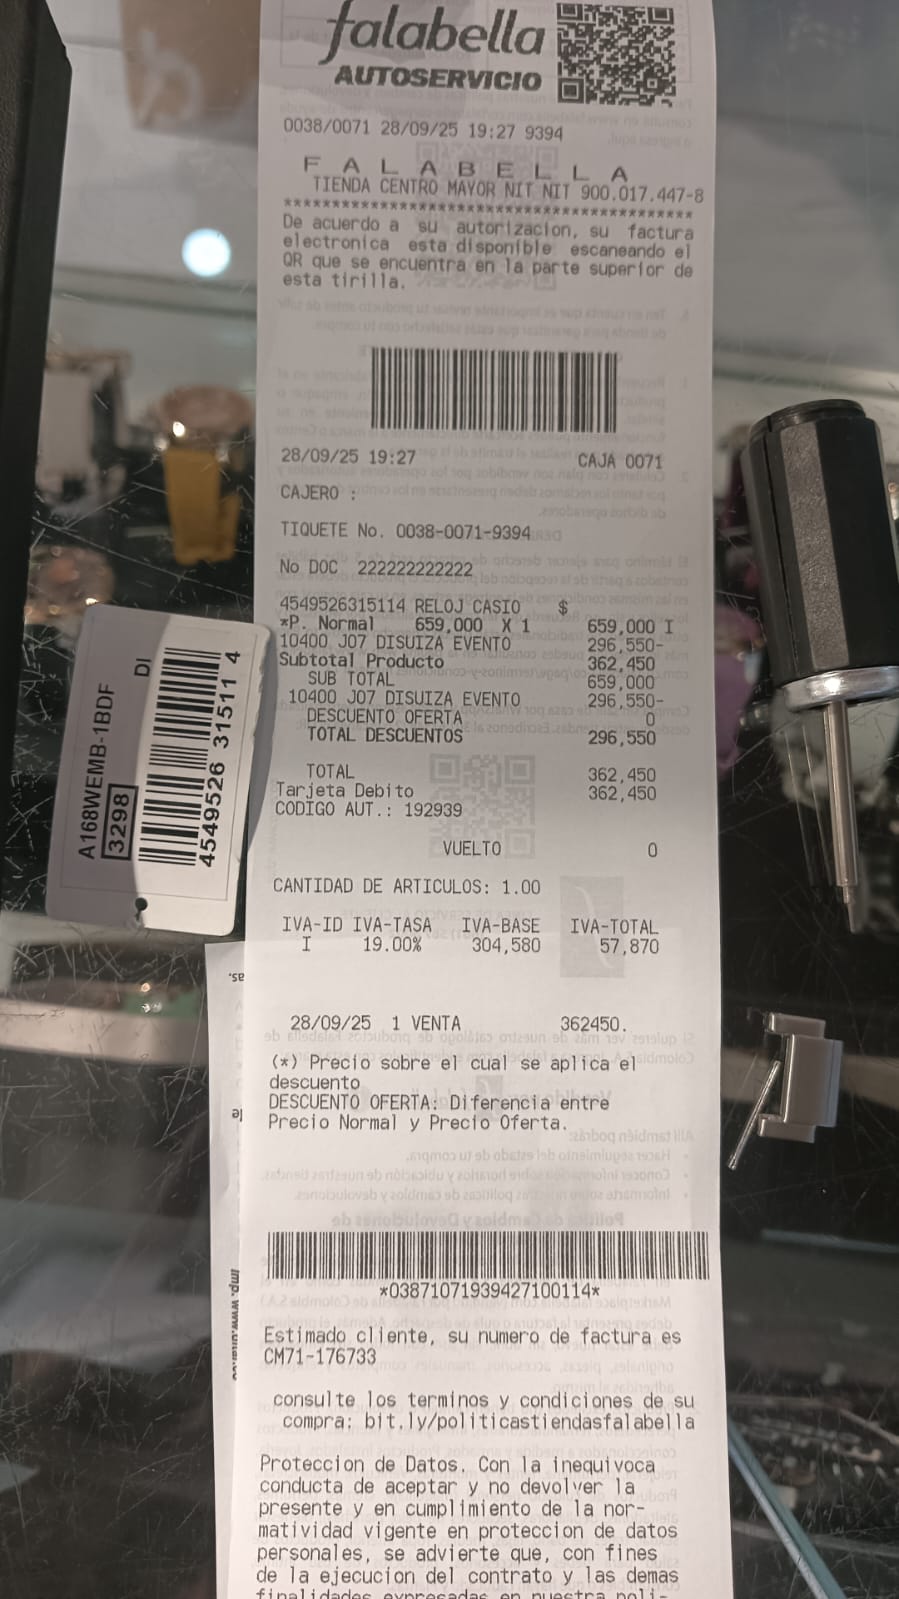 falabella
AUTOSERVICIO
0038/0071 28/09/25 19:27 9394
F A L A B E L L A
TIENDA CENTRO MAYOR NIT NIT 900.017.447-8
*******************************************
De acuerdo a su autorizacion, su factura
electronica esta disponible escaneando el
QR que se encuentra en la parte superior de
esta tirilla.
28/09/25 19:27 CAJA 0071
CAJERO :
TIQUETE No. 0038-0071-9394
No DOC 222222222222
4549526315114 RELOJ CASIO $
*P. Normal 659,000 X 1 659,000 I
10400 J07 DISUIZA EVENTO 296,550-
Subtotal Producto 362,450
SUB TOTAL 659,000
10400 J07 DISUIZA EVENTO 296,550-
DESCUENTO OFERTA 0
TOTAL DESCUENTOS 296,550
TOTAL 362,450
Tarjeta Debito 362,450
CODIGO AUT.: 192939
VUELTO 0
CANTIDAD DE ARTICULOS: 1.00
IVA-ID IVA-TASA IVA-BASE IVA-TOTAL
I 19.00% 304,580 57,870
28/09/25 1 VENTA 362450.
(*) Precio sobre el cual se aplica el
descuento
DESCUENTO OFERTA: Diferencia entre
Precio Normal y Precio Oferta.
*03871071939427100114*
Estimado cliente, su numero de factura es
CM71-176733
consulte los terminos y condiciones de su
compra: bit.ly/politicastiendasfalabella
Proteccion de Datos. Con la inequivoca
conducta de aceptar y no devolver la
presente y en cumplimiento de la nor-
matividad vigente en proteccion de datos
personales, se advierte que, con fines
de la ejecucion del contrato y las demas
finalidades expresadas en nuestra poli-
A168WEMB-1BDF DI
3298
4549526 31511 4
as.
le